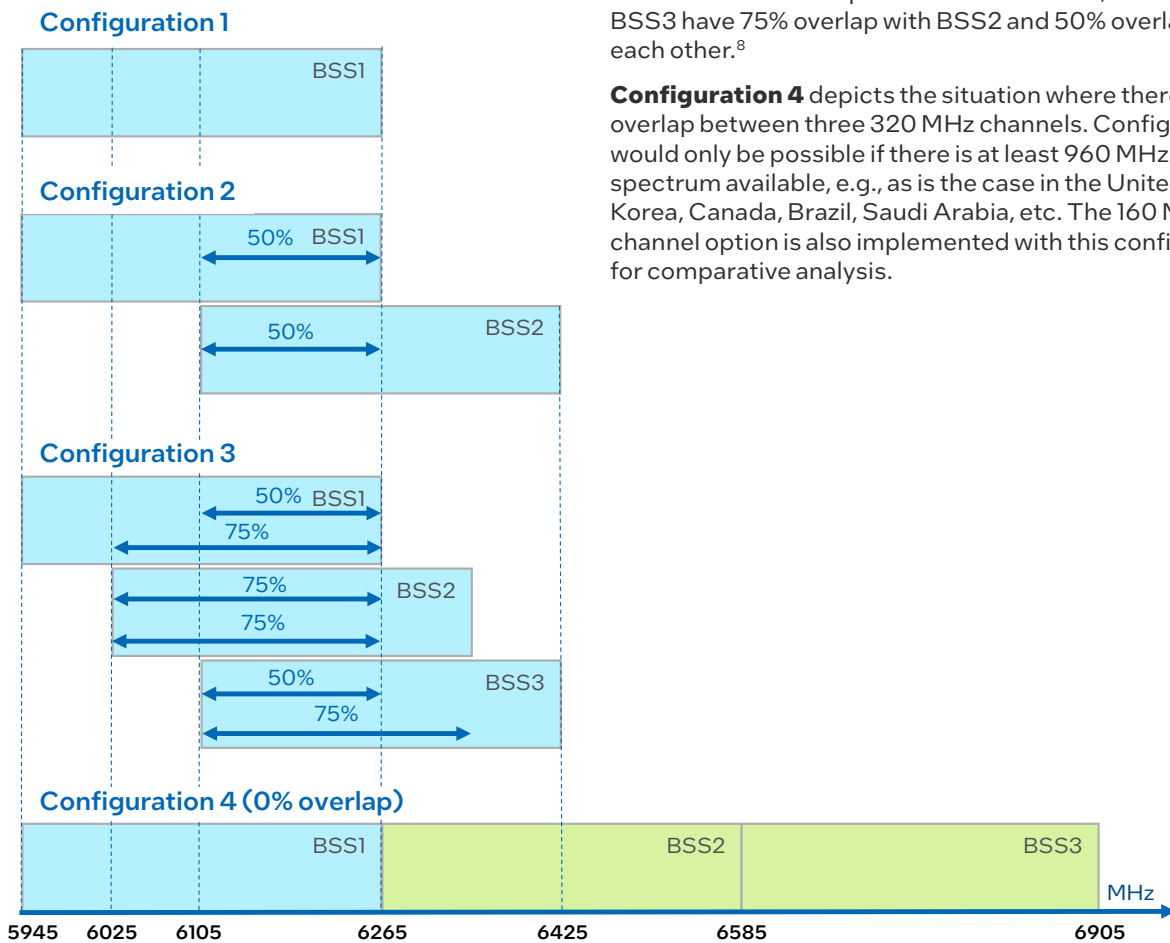 Configuration 1
BSS1
Configuration 2
50% BSS1
50% BSS2
Configuration 3
50% BSS1
75%
75% BSS2
75%
50% BSS3
75%
Configuration 4 (0% overlap)
BSS1 BSS2 BSS3
MHz
5945 6025 6105 6265 6425 6585 6905
BSS3 have 75% overlap with BSS2 and 50%
each other.⁸
Configuration 4 depicts the situation where
overlap between three 320 MHz channels.
would only be possible if there is at least 960 MHz
spectrum available, e.g., as is the case in the
Korea, Canada, Brazil, Saudi Arabia, etc. The 160
channel option is also implemented with this
for comparative analysis.